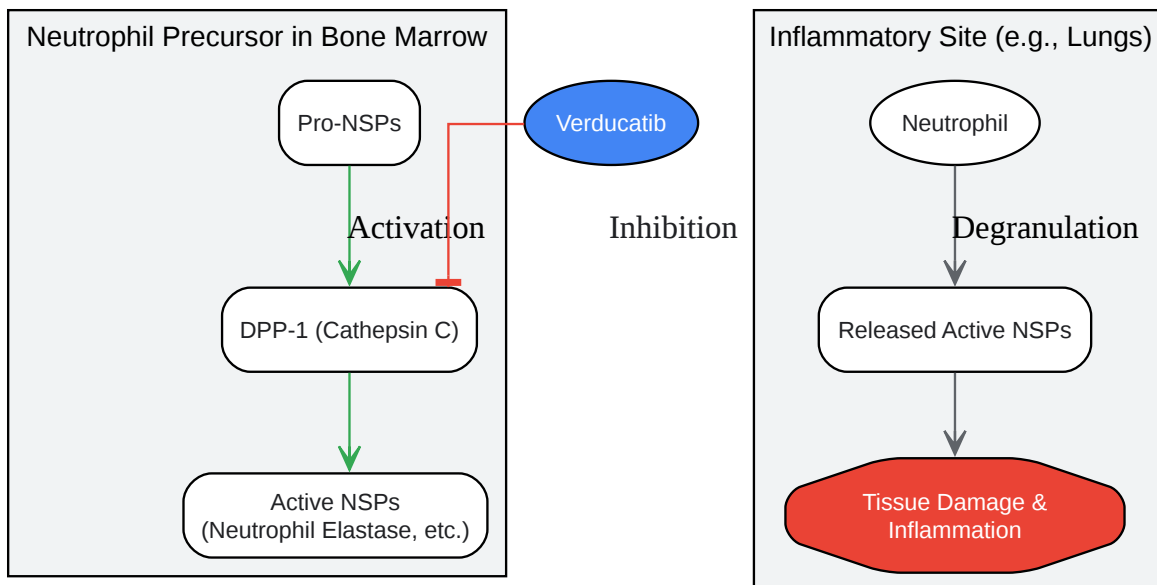 Neutrophil Precursor in Bone Marrow
Pro-NSPs
Activation
DPP-1 (Cathepsin C)
Active NSPs
(Neutrophil Elastase, etc.)
Verducatib
Inhibition
Inflammatory Site (e.g., Lungs)
Neutrophil
Degranulation
Released Active NSPs
Tissue Damage &
Inflammation